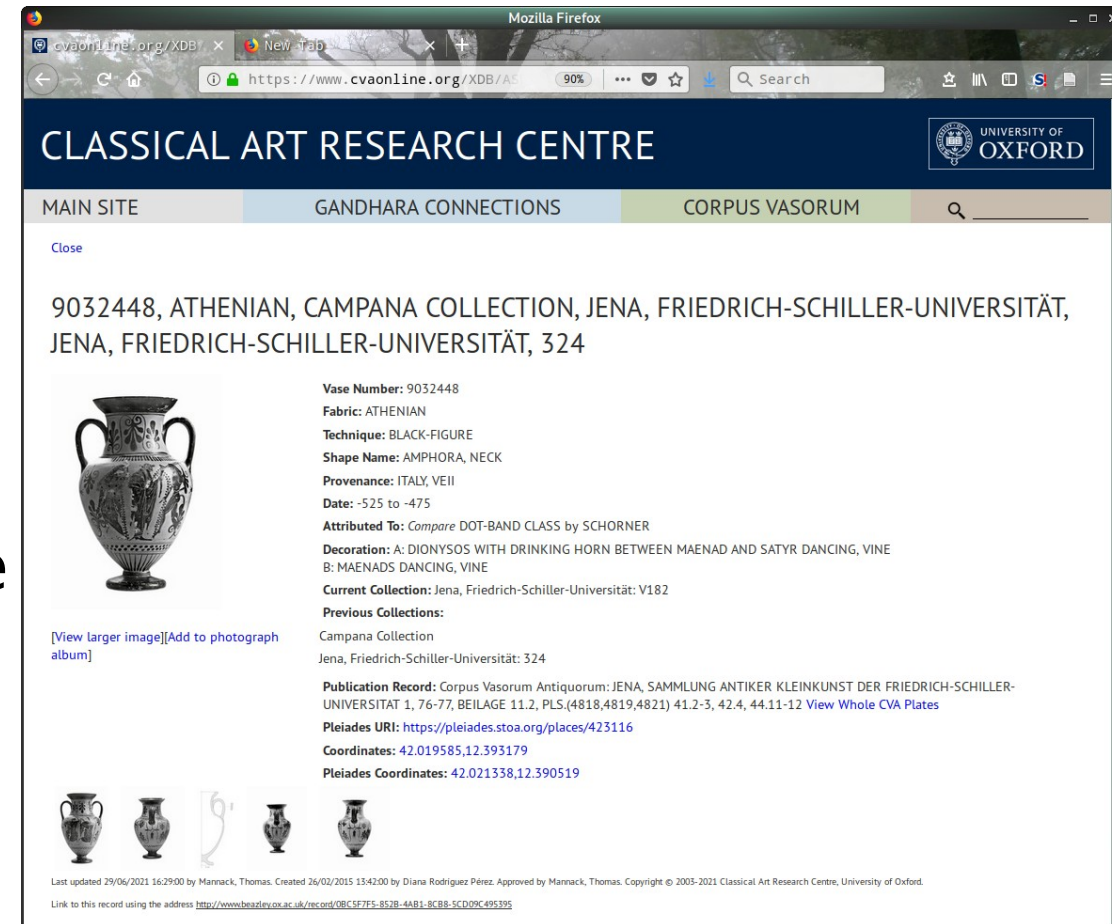 Mozilla Firefox
cvaonline.org/XDB
New Tab
https://www.cvaonline.org/XDB/AS
90%
Search
CLASSICAL ART RESEARCH CENTRE
UNIVERSITY OF
OXFORD
MAIN SITE
GANDHARA CONNECTIONS
CORPUS VASORUM
Close
9032448, ATHENIAN, CAMPANA COLLECTION, JENA, FRIEDRICH-SCHILLER-UNIVERSITÄT,
JENA, FRIEDRICH-SCHILLER-UNIVERSITÄT, 324
Vase Number: 9032448
Fabric: ATHENIAN
Technique: BLACK-FIGURE
Shape Name: AMPHORA, NECK
Provenance: ITALY, VEII
Date: -525 to -475
Attributed To: Compare DOT-BAND CLASS by SCHORNER
Decoration: A: DIONYSOS WITH DRINKING HORN BETWEEN MAENAD AND SATYR DANCING, VINE
B: MAENADS DANCING, VINE
Current Collection: Jena, Friedrich-Schiller-Universität: V182
Previous Collections:
Campana Collection
Jena, Friedrich-Schiller-Universität: 324
[View larger image][Add to photograph
album]
Publication Record: Corpus Vasorum Antiquorum: JENA, SAMMLUNG ANTIKER KLEINKUNST DER FRIEDRICH-SCHILLER-
UNIVERSITAT 1, 76-77, BEILAGE 11.2, PLS.(4818,4819,4821) 41.2-3, 42.4, 44.11-12 View Whole CVA Plates
Pleiades URI: https://pleiades.stoa.org/places/423116
Coordinates: 42.019585,12.393179
Pleiades Coordinates: 42.021338,12.390519
Last updated 29/06/2021 16:29:00 by Mannack, Thomas. Created 26/02/2015 13:42:00 by Diana Rodríguez Pérez. Approved by Mannack, Thomas. Copyright © 2003-2021 Classical Art Research Centre, University of Oxford.
Link to this record using the address http://www.beazley.ox.ac.uk/record/0BC5F7F5-852B-4AB1-8CB8-5CD09C495395